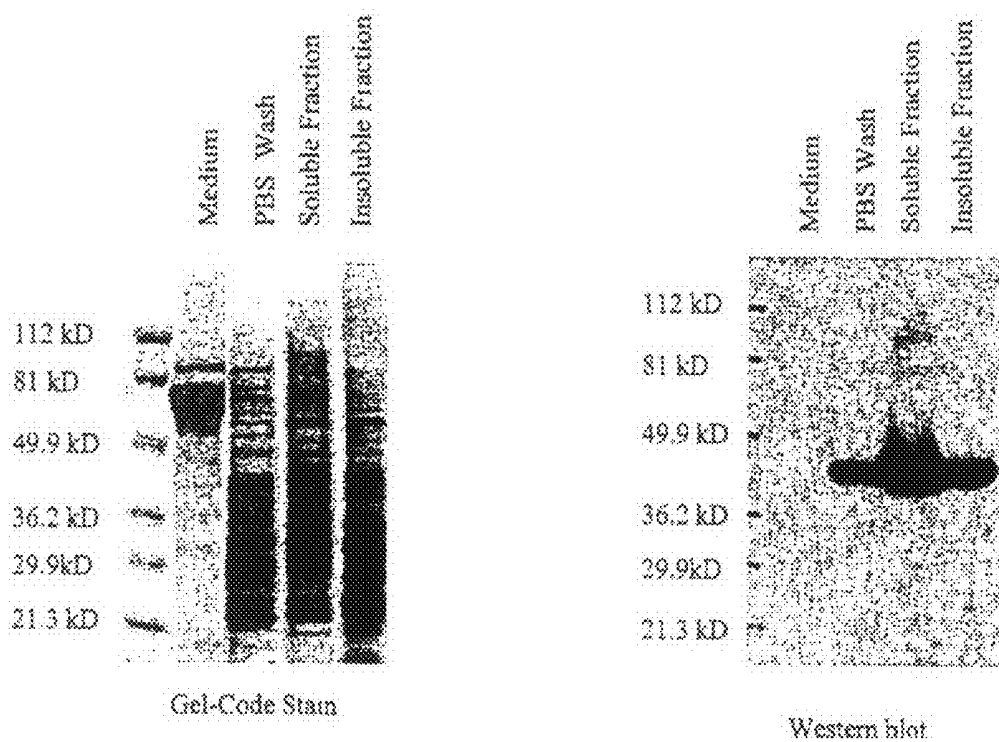 Medium
PBS Wash
Soluble Fraction
Insoluble Fraction
112 kD
81 kD
49.9 kD
36.2 kD
29.9kD
21.3 kD
Gel-Code Stain
Medium
PBS Wash
Soluble Fraction
Insoluble Fraction
112 kD
81 kD
49.9 kD
36.2 kD
29.9kD
21.3 kD
Western blot